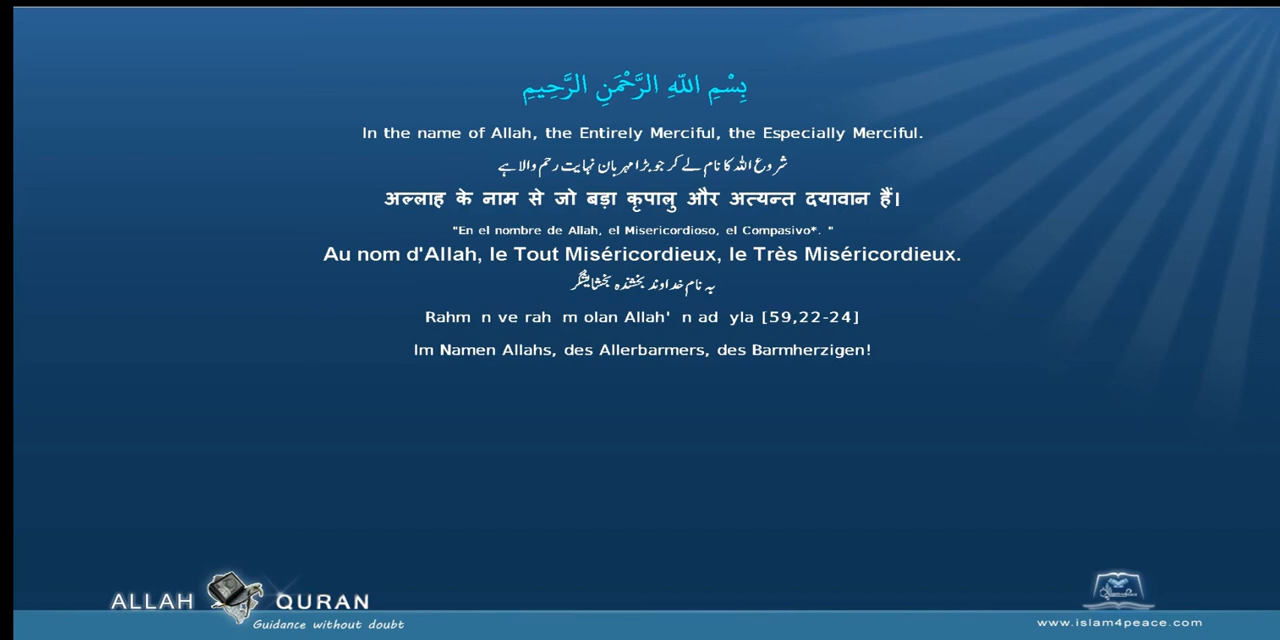 بِسْمِ اللَّهِ الرَّحْمَنِ الرَّحِيمِ
In the name of Allah, the Entirely Merciful, the Especially Merciful.
شروع الله کا نام لے کر جو بڑا مہربان نہایت رحم والا ہے
अल्लाह के नाम से जो बड़ा कृपालु और अत्यन्त दयावान हैं।
"En el nombre de Allah, el Misericordioso, el Compasivo*. "
Au nom d'Allah, le Tout Miséricordieux, le Très Miséricordieux.
به نام خداوند بخشنده بخشایشگر
Rahm n ve rah m olan Allah' n ad yla [59,22-24]
Im Namen Allahs, des Allerbarmers, des Barmherzigen!
ALLAH QURAN
Guidance without doubt
www.islam4peace.com